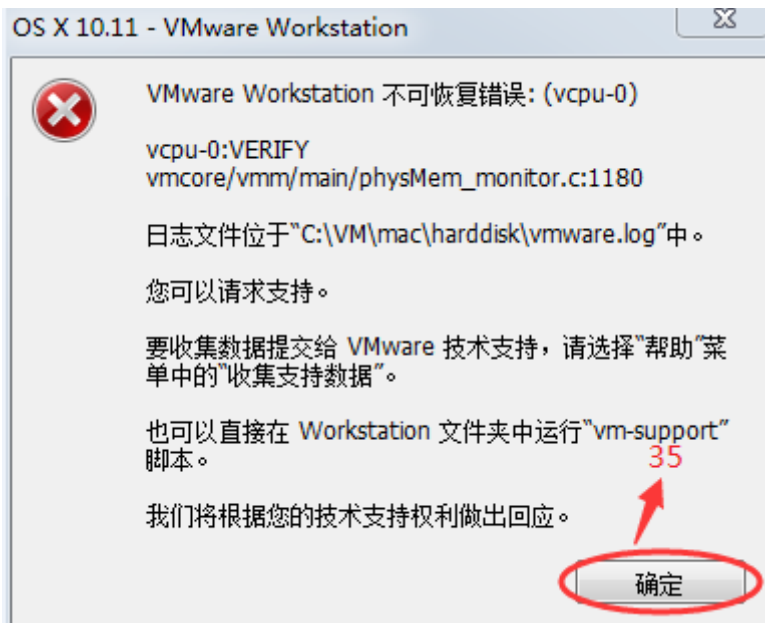 OS X 10.11 - VMware Workstation
VMware Workstation 不可恢复错误: (vcpu-0)
vcpu-0:VERIFY
vmcore/vmm/main/physMem_monitor.c:1180
日志文件位于"C:\VM\mac\harddisk\vmware.log"中。
您可以请求支持。
要收集数据提交给 VMware 技术支持，请选择"帮助"菜
单中的"收集支持数据"。
也可以直接在 Workstation 文件夹中运行"vm-support"
脚本。
35
我们将根据您的技术支持权利做出回应。
确定